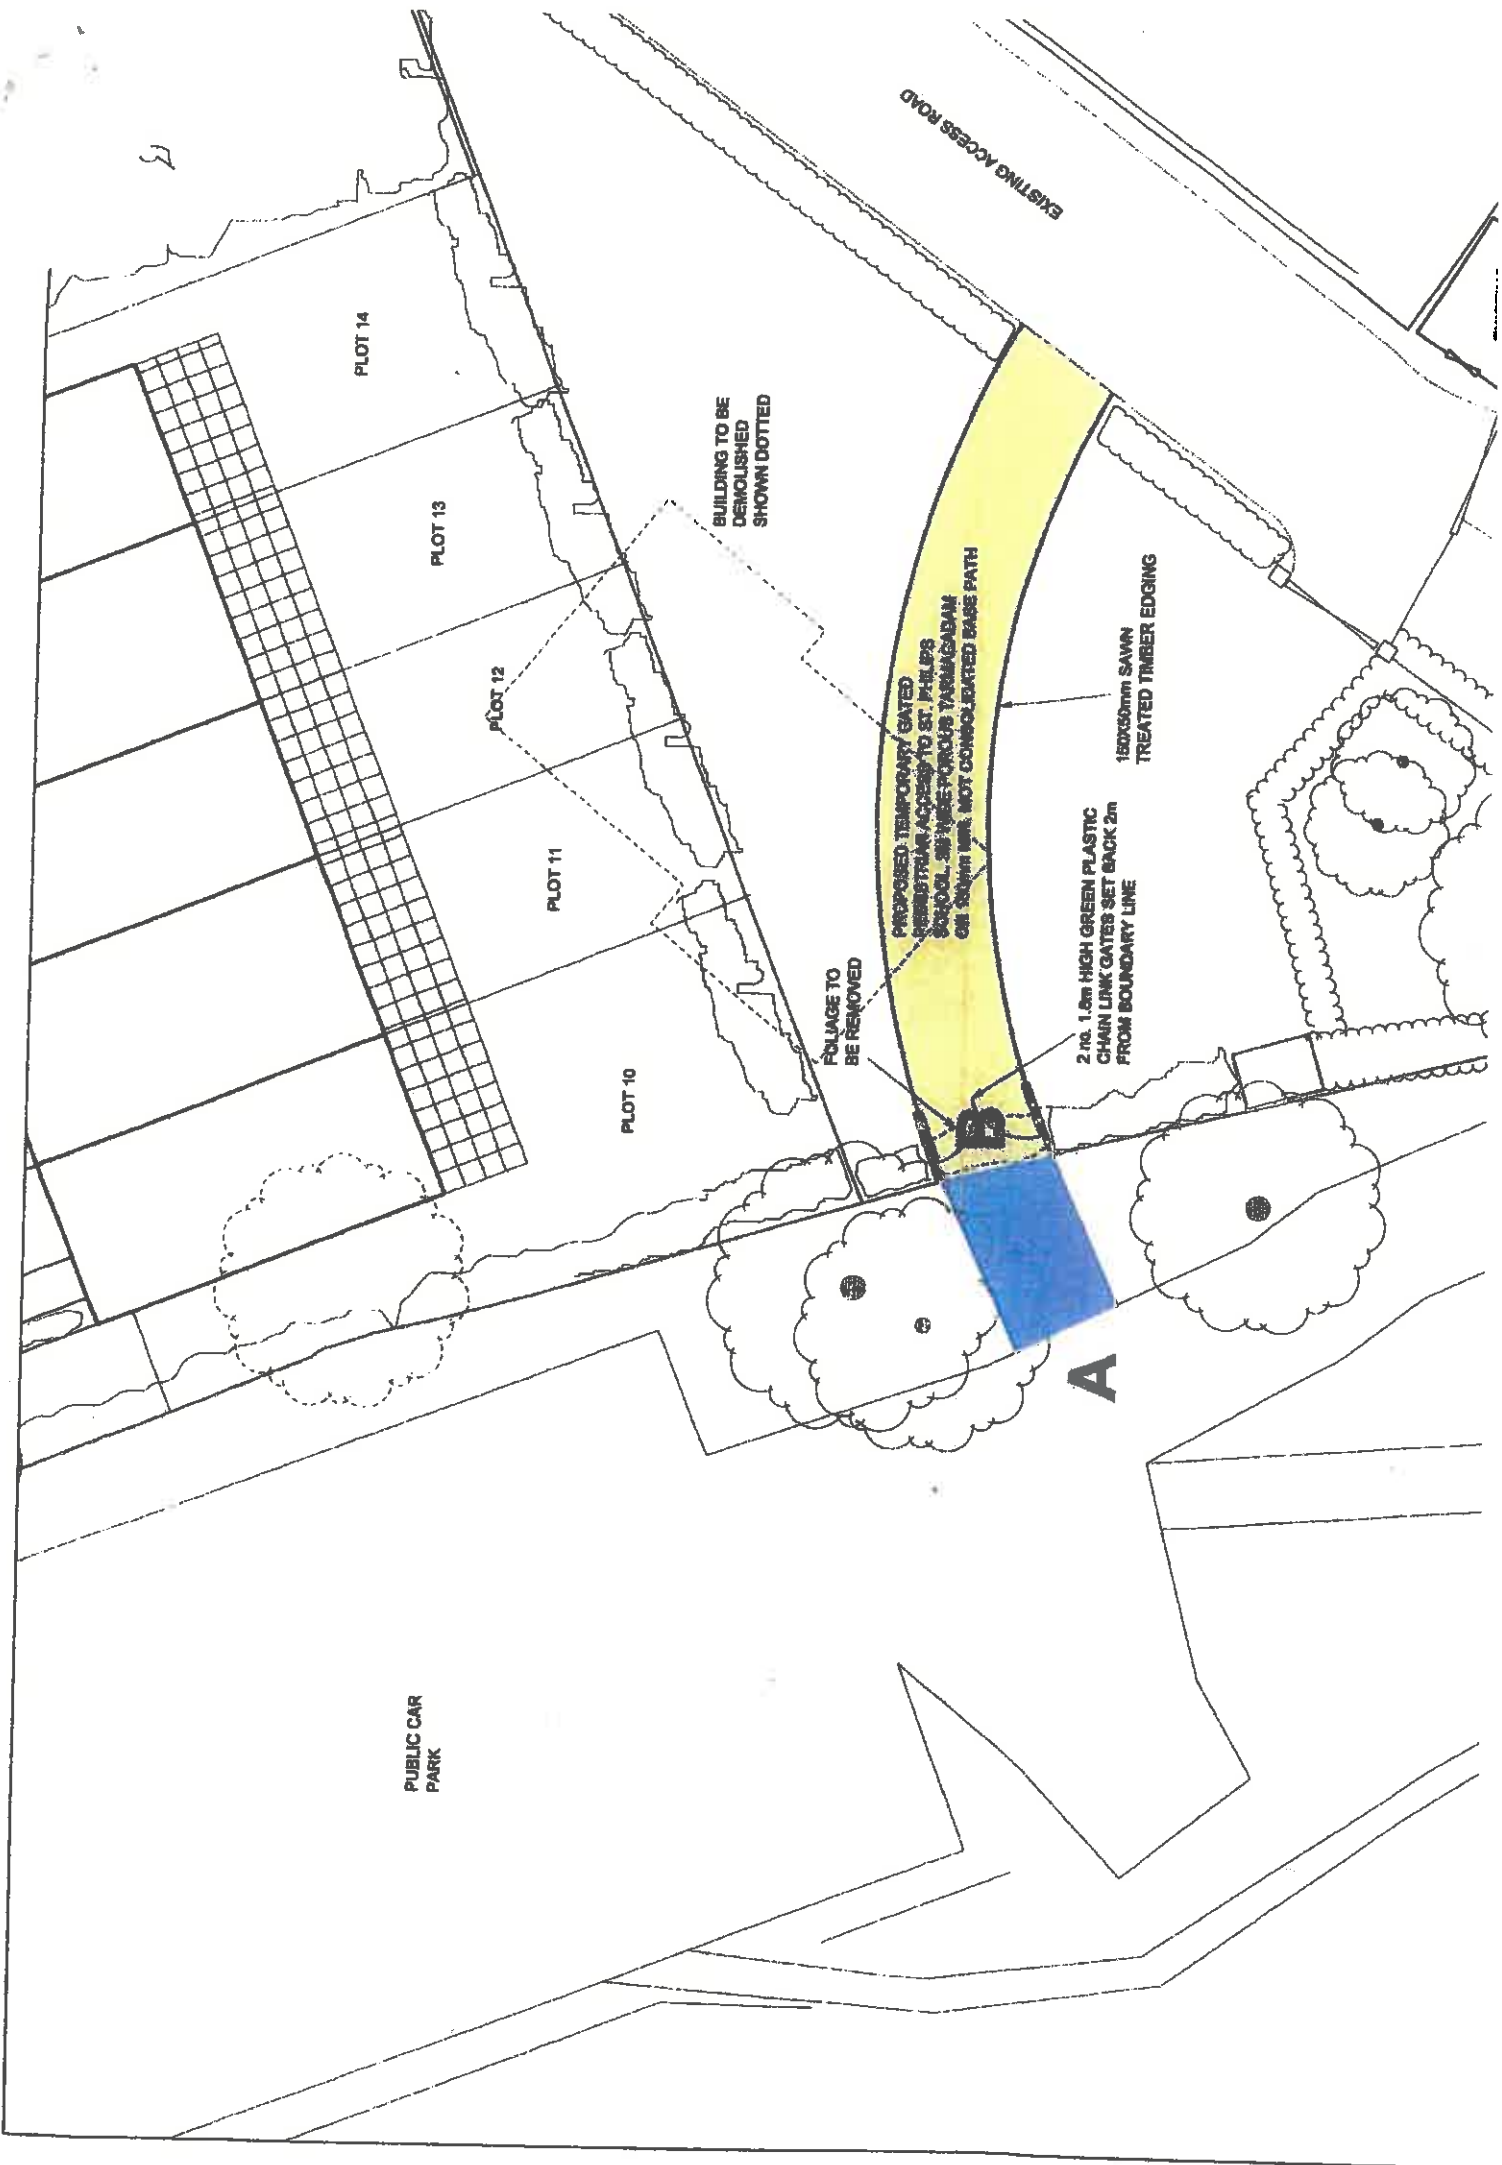 EXISTING ACCESS ROAD
PLOT 14
PLOT 13
PLOT 12
PLOT 11
PLOT 10
BUILDING TO BE
DEMOLISHED
SHOWN DOTTED
PROPOSED TEMPORARY GATED
PEDESTRIAN ACCESS TO ST. PHILIPS
SCHOOL. WIDE POROUS TARMACADAM
ON MOT CONSOLIDATED BASE PATH
150X50mm SAWN
TREATED TIMBER EDGING
FOLIAGE TO
BE REMOVED
2 no. 1.8m HIGH GREEN PLASTIC
CHAIN LINK GATES SET BACK 2m
FROM BOUNDARY LINE
B
A
PUBLIC CAR
PARK